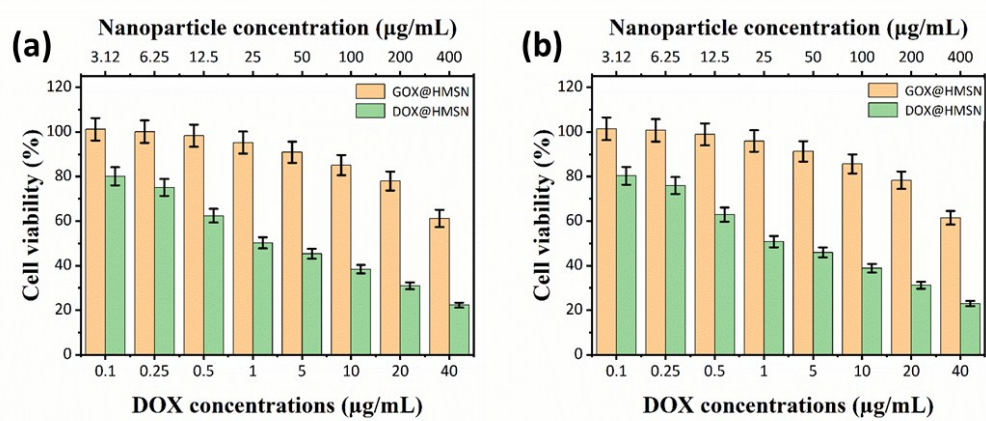 (a)
Nanoparticle concentration (µg/mL)
3.12 6.25 12.5 25 50 100 200 400
GOX@HMSN
DOX@HMSN
Cell viability (%)
120
100
80
60
40
20
0
0.1 0.25 0.5 1 5 10 20 40
DOX concentrations (µg/mL)
(b)
Nanoparticle concentration (µg/mL)
3.12 6.25 12.5 25 50 100 200 400
GOX@HMSN
DOX@HMSN
Cell viability (%)
120
100
80
60
40
20
0
0.1 0.25 0.5 1 5 10 20 40
DOX concentrations (µg/mL)